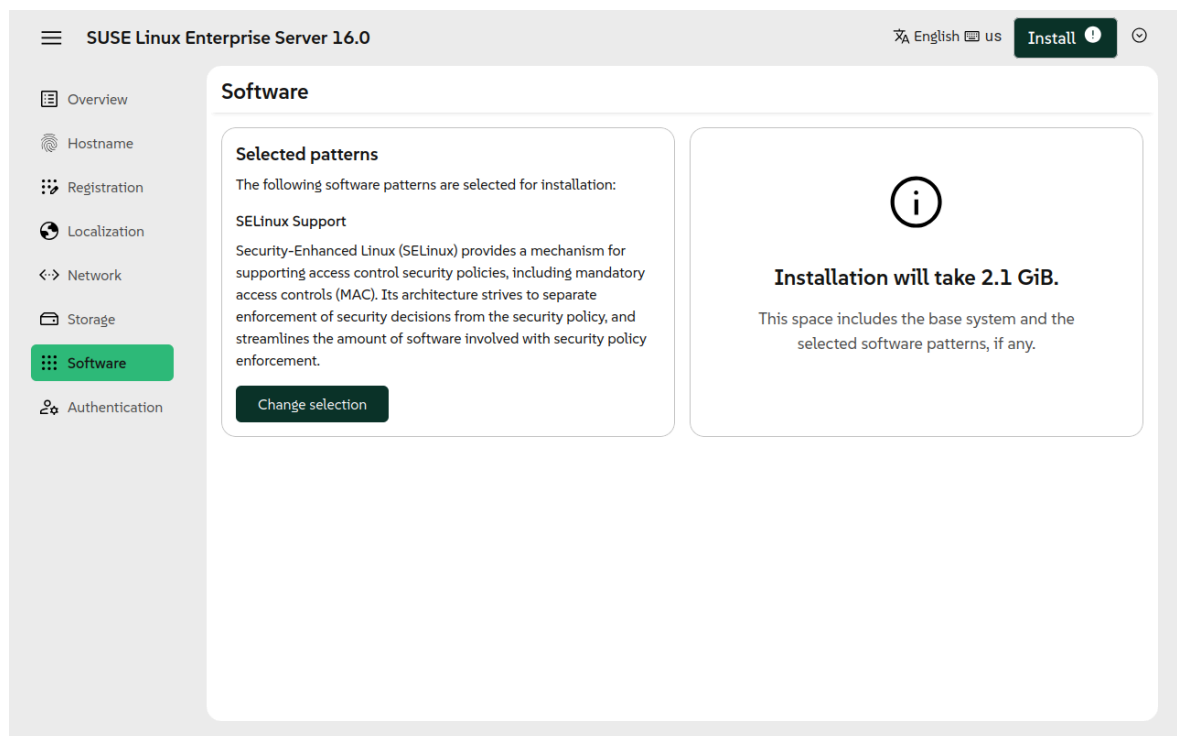 SUSE Linux Enterprise Server 16.0
English us Install !
Overview
Hostname
Registration
Localization
Network
Storage
Software
Authentication
Software
Selected patterns
The following software patterns are selected for installation:
SELinux Support
Security-Enhanced Linux (SELinux) provides a mechanism for
supporting access control security policies, including mandatory
access controls (MAC). Its architecture strives to separate
enforcement of security decisions from the security policy, and
streamlines the amount of software involved with security policy
enforcement.
Change selection
Installation will take 2.1 GiB.
This space includes the base system and the
selected software patterns, if any.